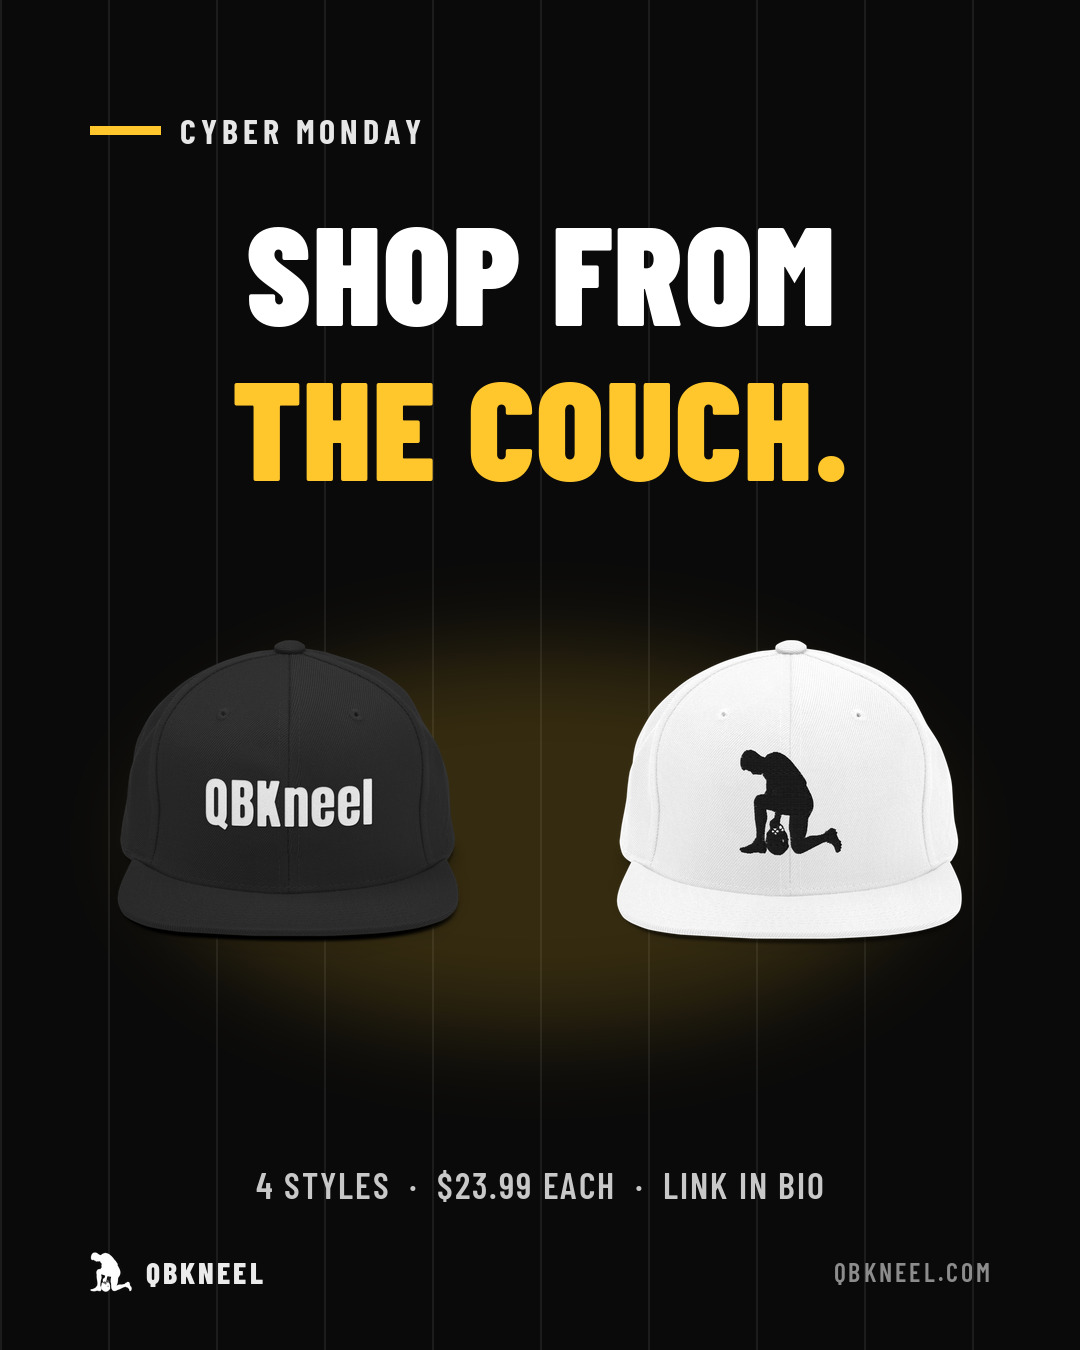 CYBER MONDAY
SHOP FROM
THE COUCH.
QBKneel
4 STYLES · $23.99 EACH · LINK IN BIO
QBKNEEL
QBKNEEL.COM